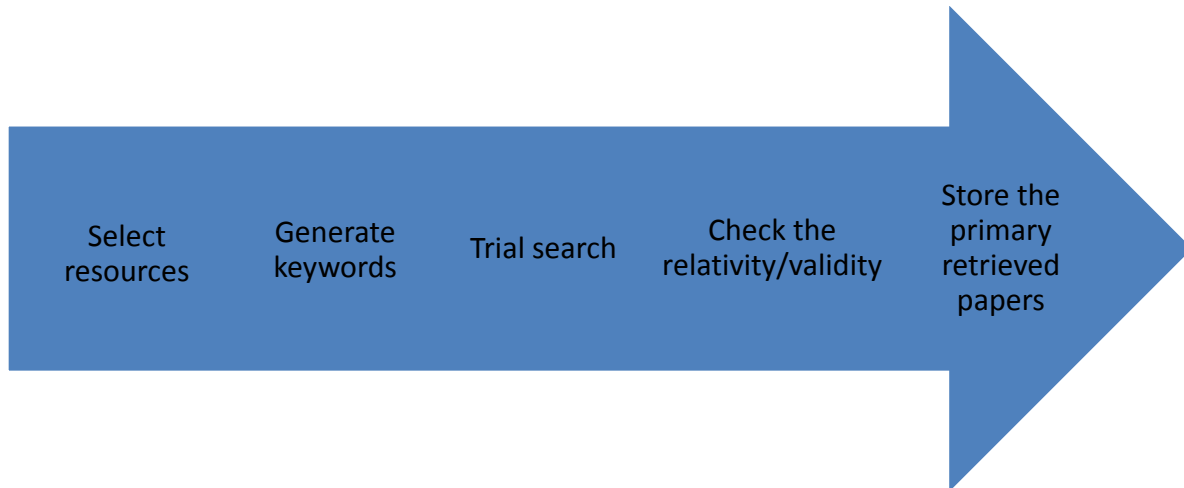 Select
resources
Generate
keywords
Trial search
Check the
relativity/validity
Store the
primary
retrieved
papers